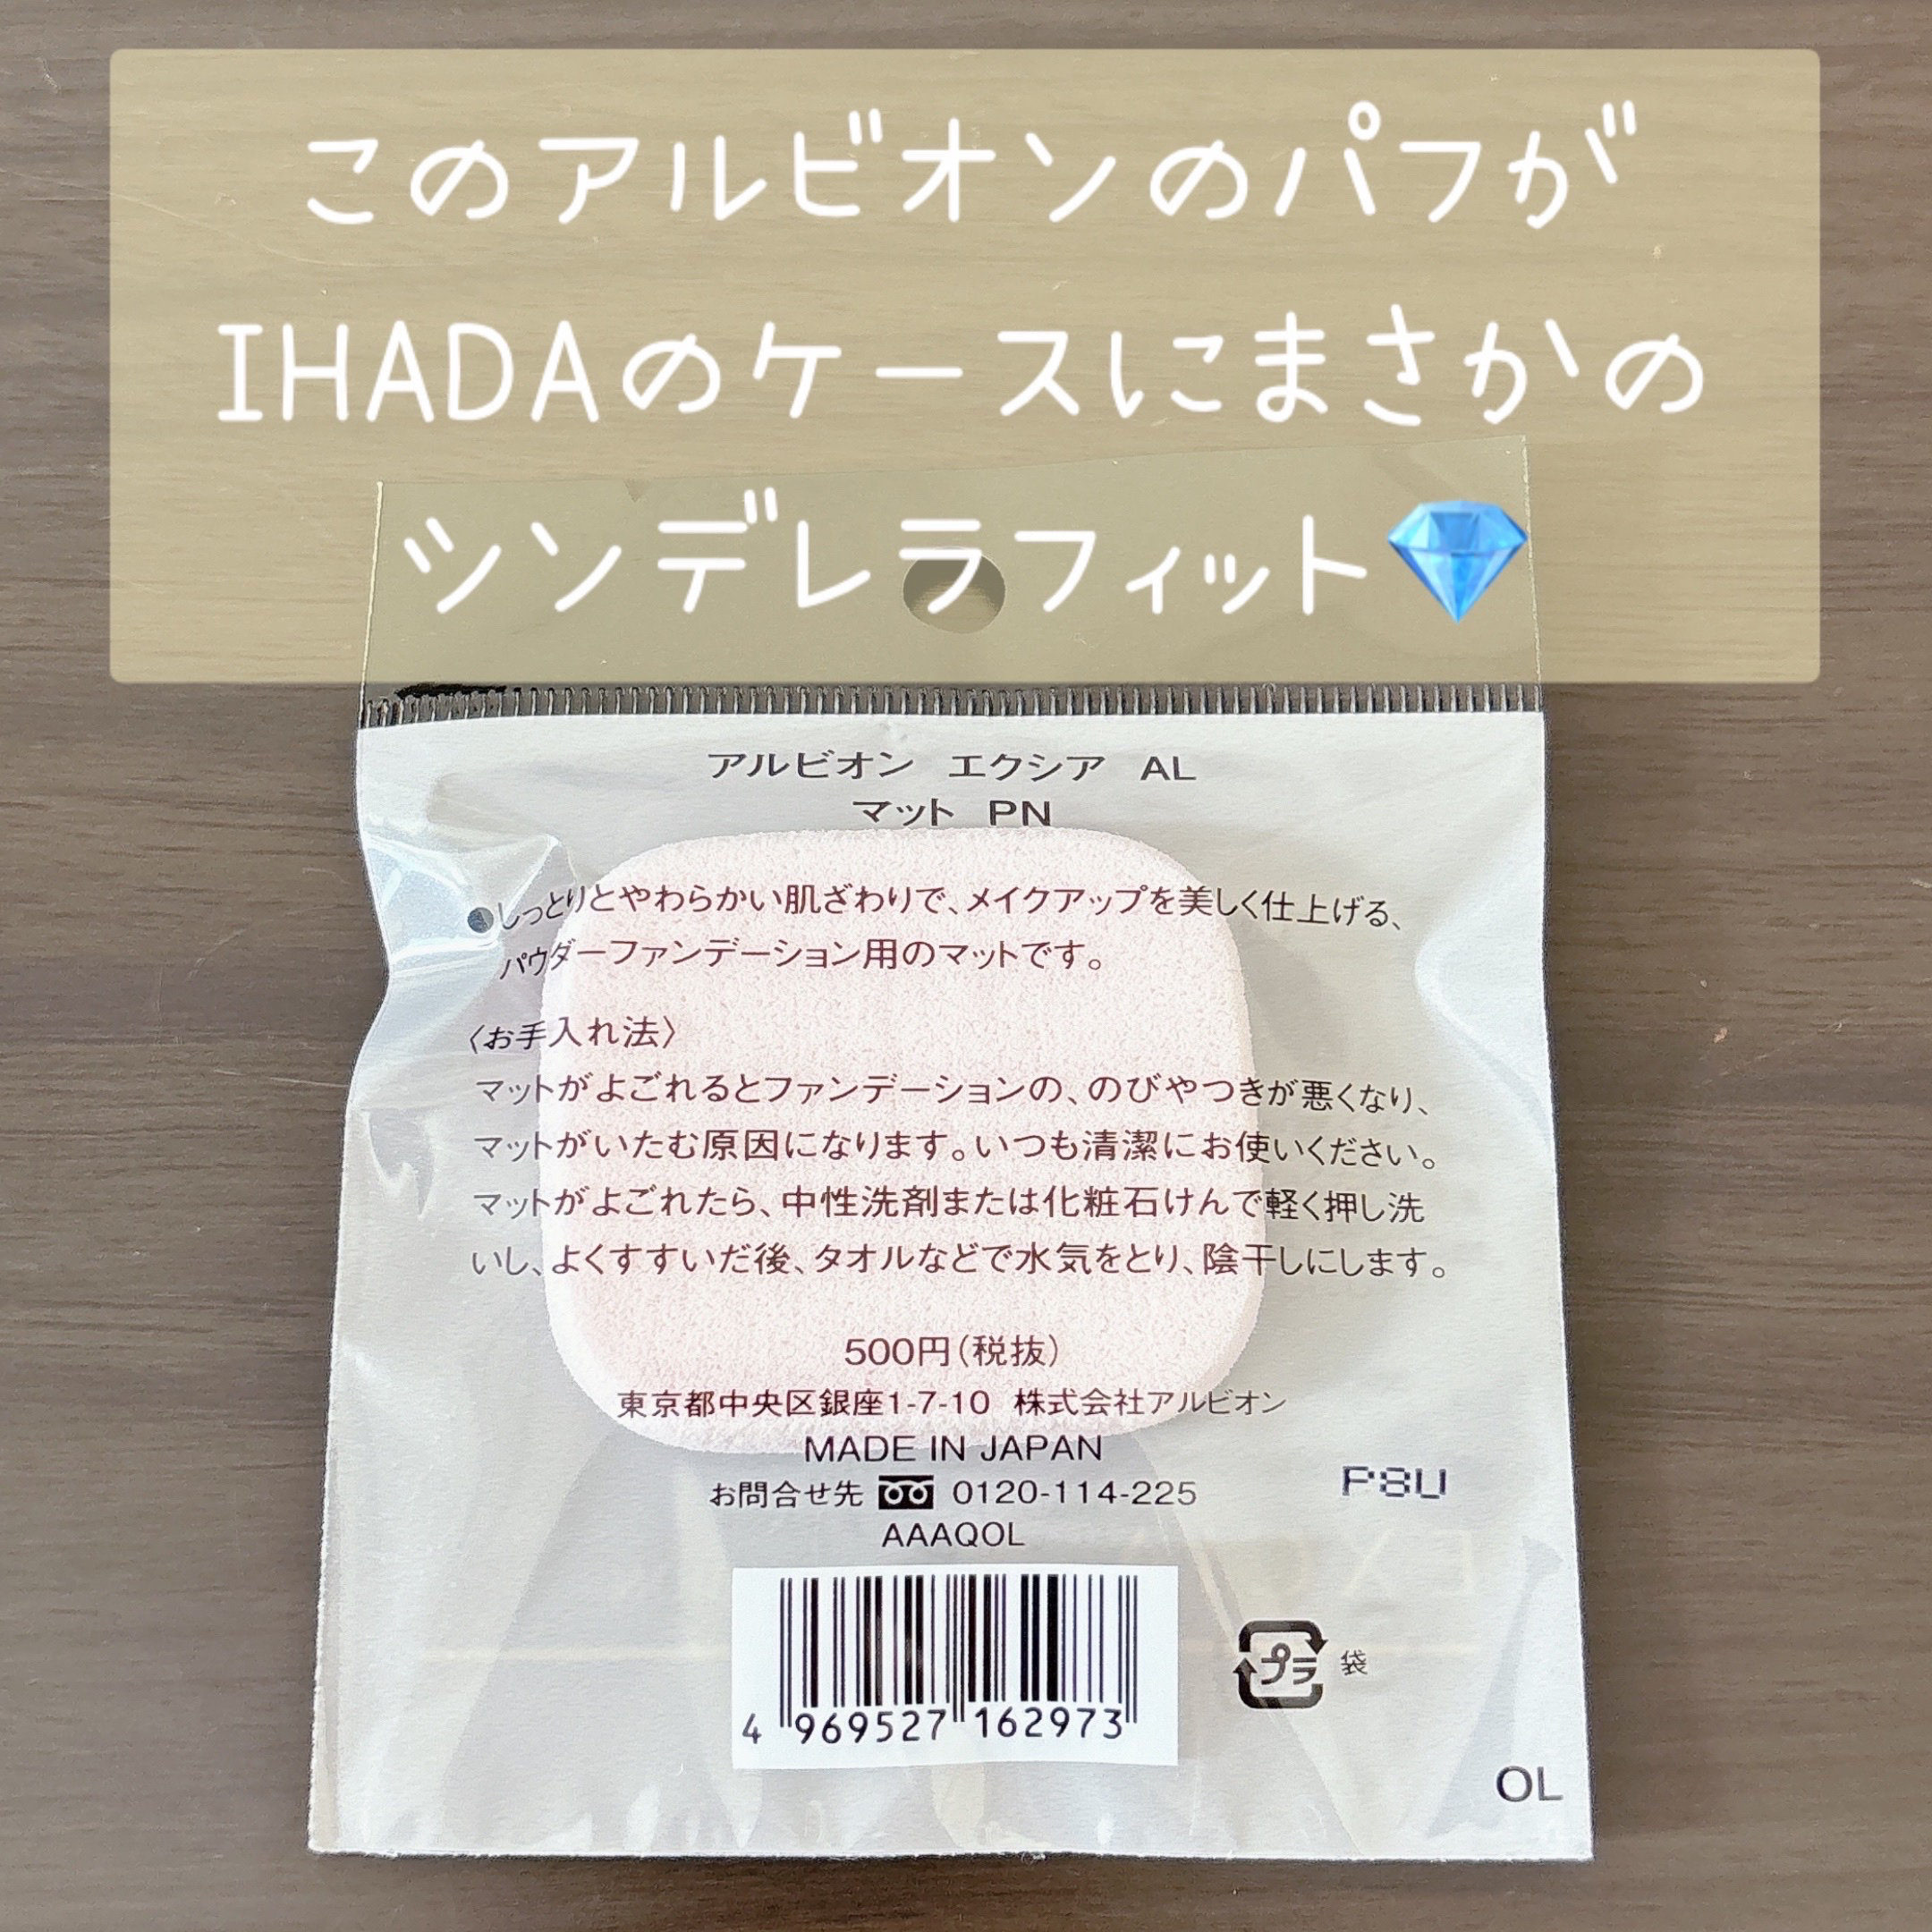 このアルビオンのパフが
IHADAのケースにまさかの
シンデレラフィット💎
アルビオン エクシア AL
マット PN
●しっとりとやわらかい肌ざわりで、メイクアップを美しく仕上げる、
パウダーファンデーション用のマットです。
〈お手入れ法〉
マットがよごれるとファンデーションの、のびやつきが悪くなり、
マットがいたむ原因になります。いつも清潔にお使いください。
マットがよごれたら、中性洗剤または化粧石けんで軽く押し洗
いし、よくすすいだ後、タオルなどで水気をとり、陰干しにします。
500円(税抜)
東京都中央区銀座1-7-10 株式会社アルビオン
MADE IN JAPAN
お問合せ先 0120-114-225
P8U
AAAQOL
4 969527 162973
プラ 袋
OL